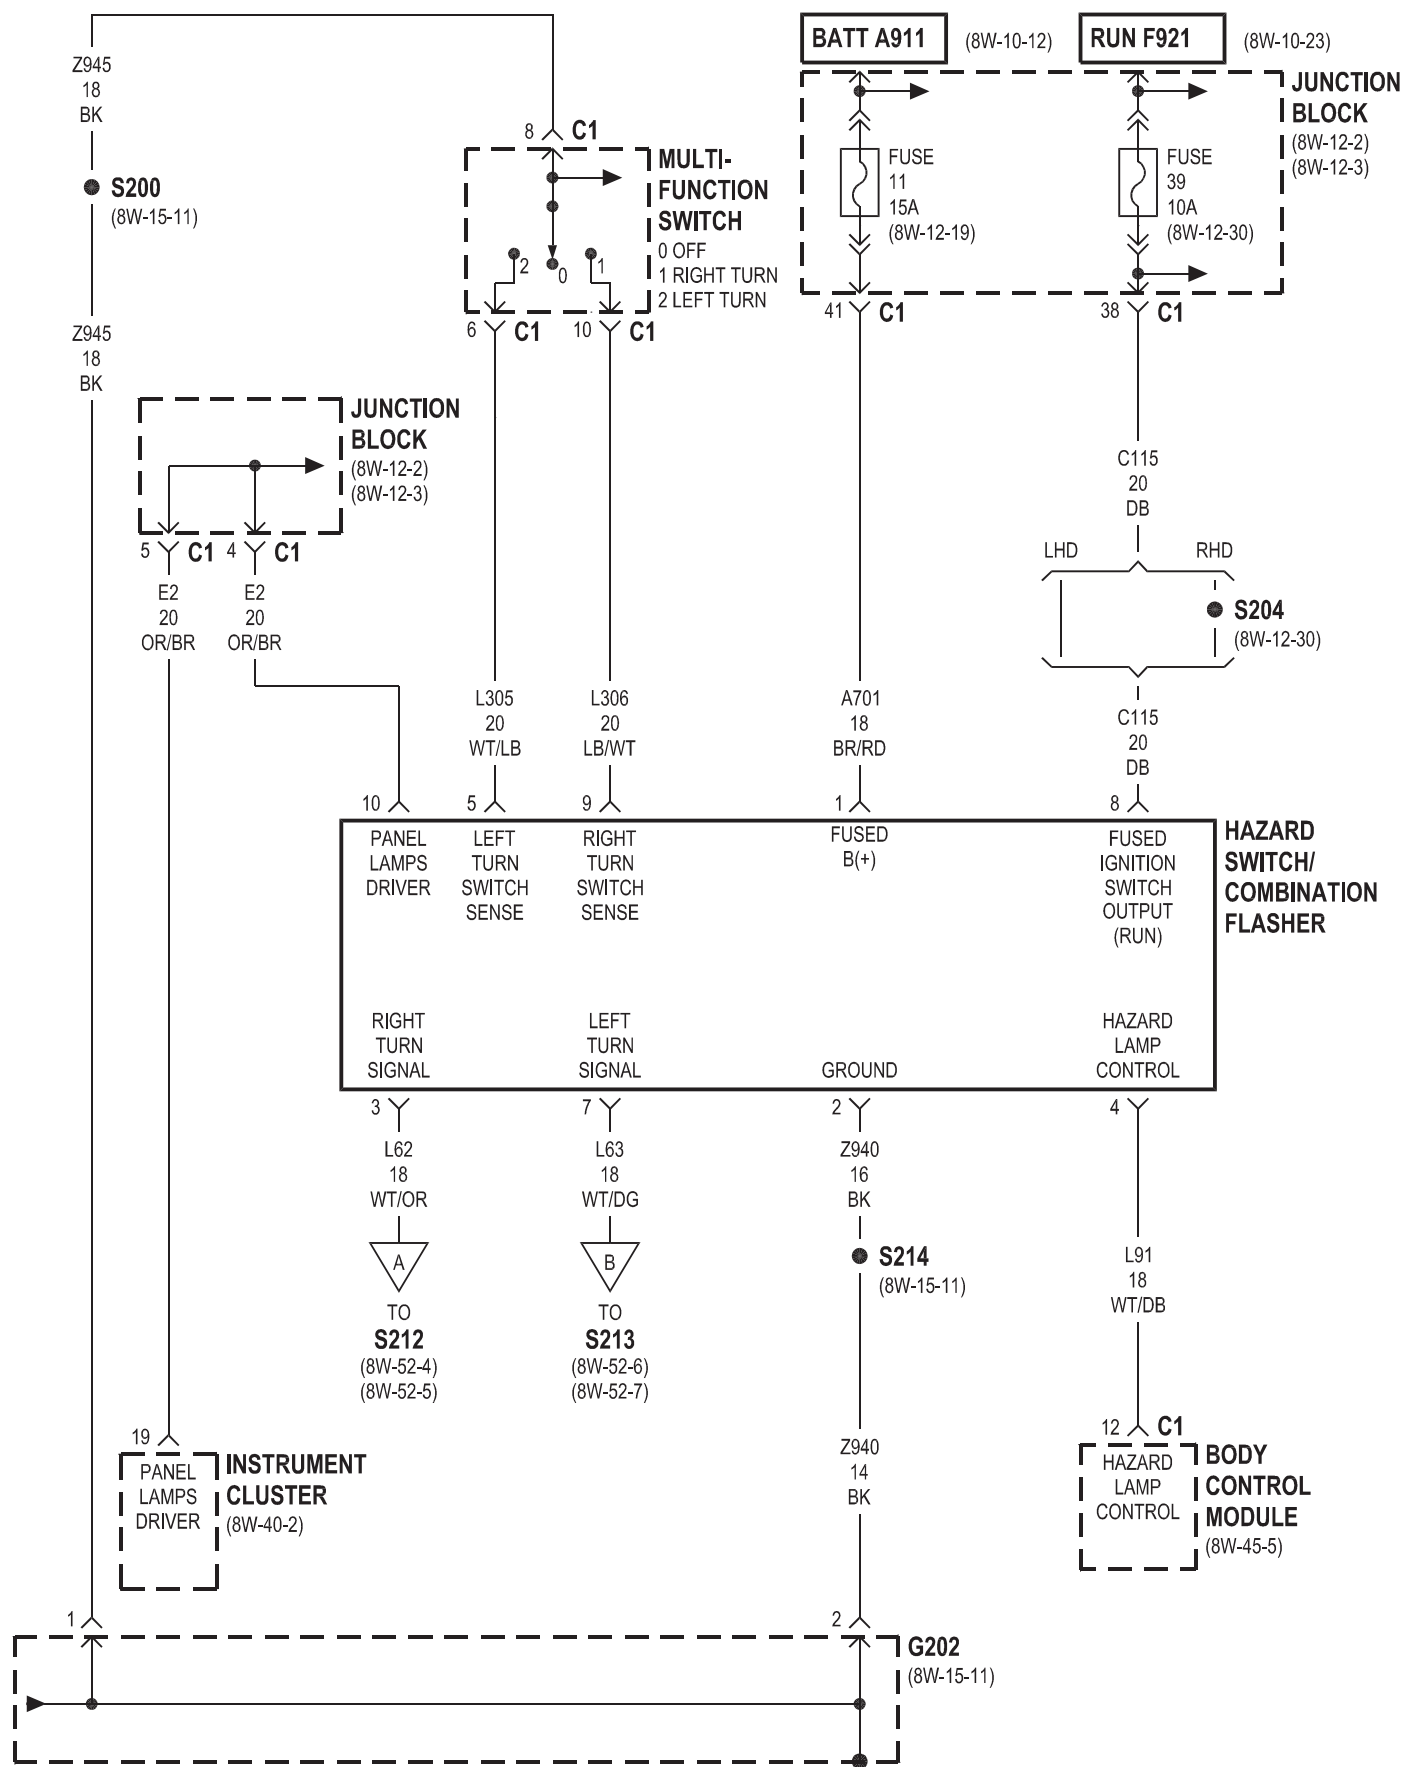 BATT A911
(8W-10-12)
RUN F921
(8W-10-23)
JUNCTION
BLOCK
(8W-12-2)
(8W-12-3)
FUSE
11
15A
(8W-12-19)
FUSE
39
10A
(8W-12-30)
41
C1
38
C1
Z945
18
BK
S200
(8W-15-11)
Z945
18
BK
8
C1
MULTI-
FUNCTION
SWITCH
0 OFF
1 RIGHT TURN
2 LEFT TURN
2
0
1
6
C1
10
C1
JUNCTION
BLOCK
(8W-12-2)
(8W-12-3)
5
C1
4
C1
E2
20
OR/BR
E2
20
OR/BR
C115
20
DB
LHD
RHD
S204
(8W-12-30)
L305
20
WT/LB
L306
20
LB/WT
A701
18
BR/RD
C115
20
DB
10
5
9
1
8
PANEL
LAMPS
DRIVER
LEFT
TURN
SWITCH
SENSE
RIGHT
TURN
SWITCH
SENSE
FUSED
B(+)
FUSED
IGNITION
SWITCH
OUTPUT
(RUN)
HAZARD
SWITCH/
COMBINATION
FLASHER
RIGHT
TURN
SIGNAL
LEFT
TURN
SIGNAL
GROUND
HAZARD
LAMP
CONTROL
3
7
2
4
L62
18
WT/OR
L63
18
WT/DG
Z940
16
BK
A
TO
S212
(8W-52-4)
(8W-52-5)
B
TO
S213
(8W-52-6)
(8W-52-7)
S214
(8W-15-11)
L91
18
WT/DB
19
PANEL
LAMPS
DRIVER
INSTRUMENT
CLUSTER
(8W-40-2)
Z940
14
BK
12
C1
HAZARD
LAMP
CONTROL
BODY
CONTROL
MODULE
(8W-45-5)
1
2
G202
(8W-15-11)